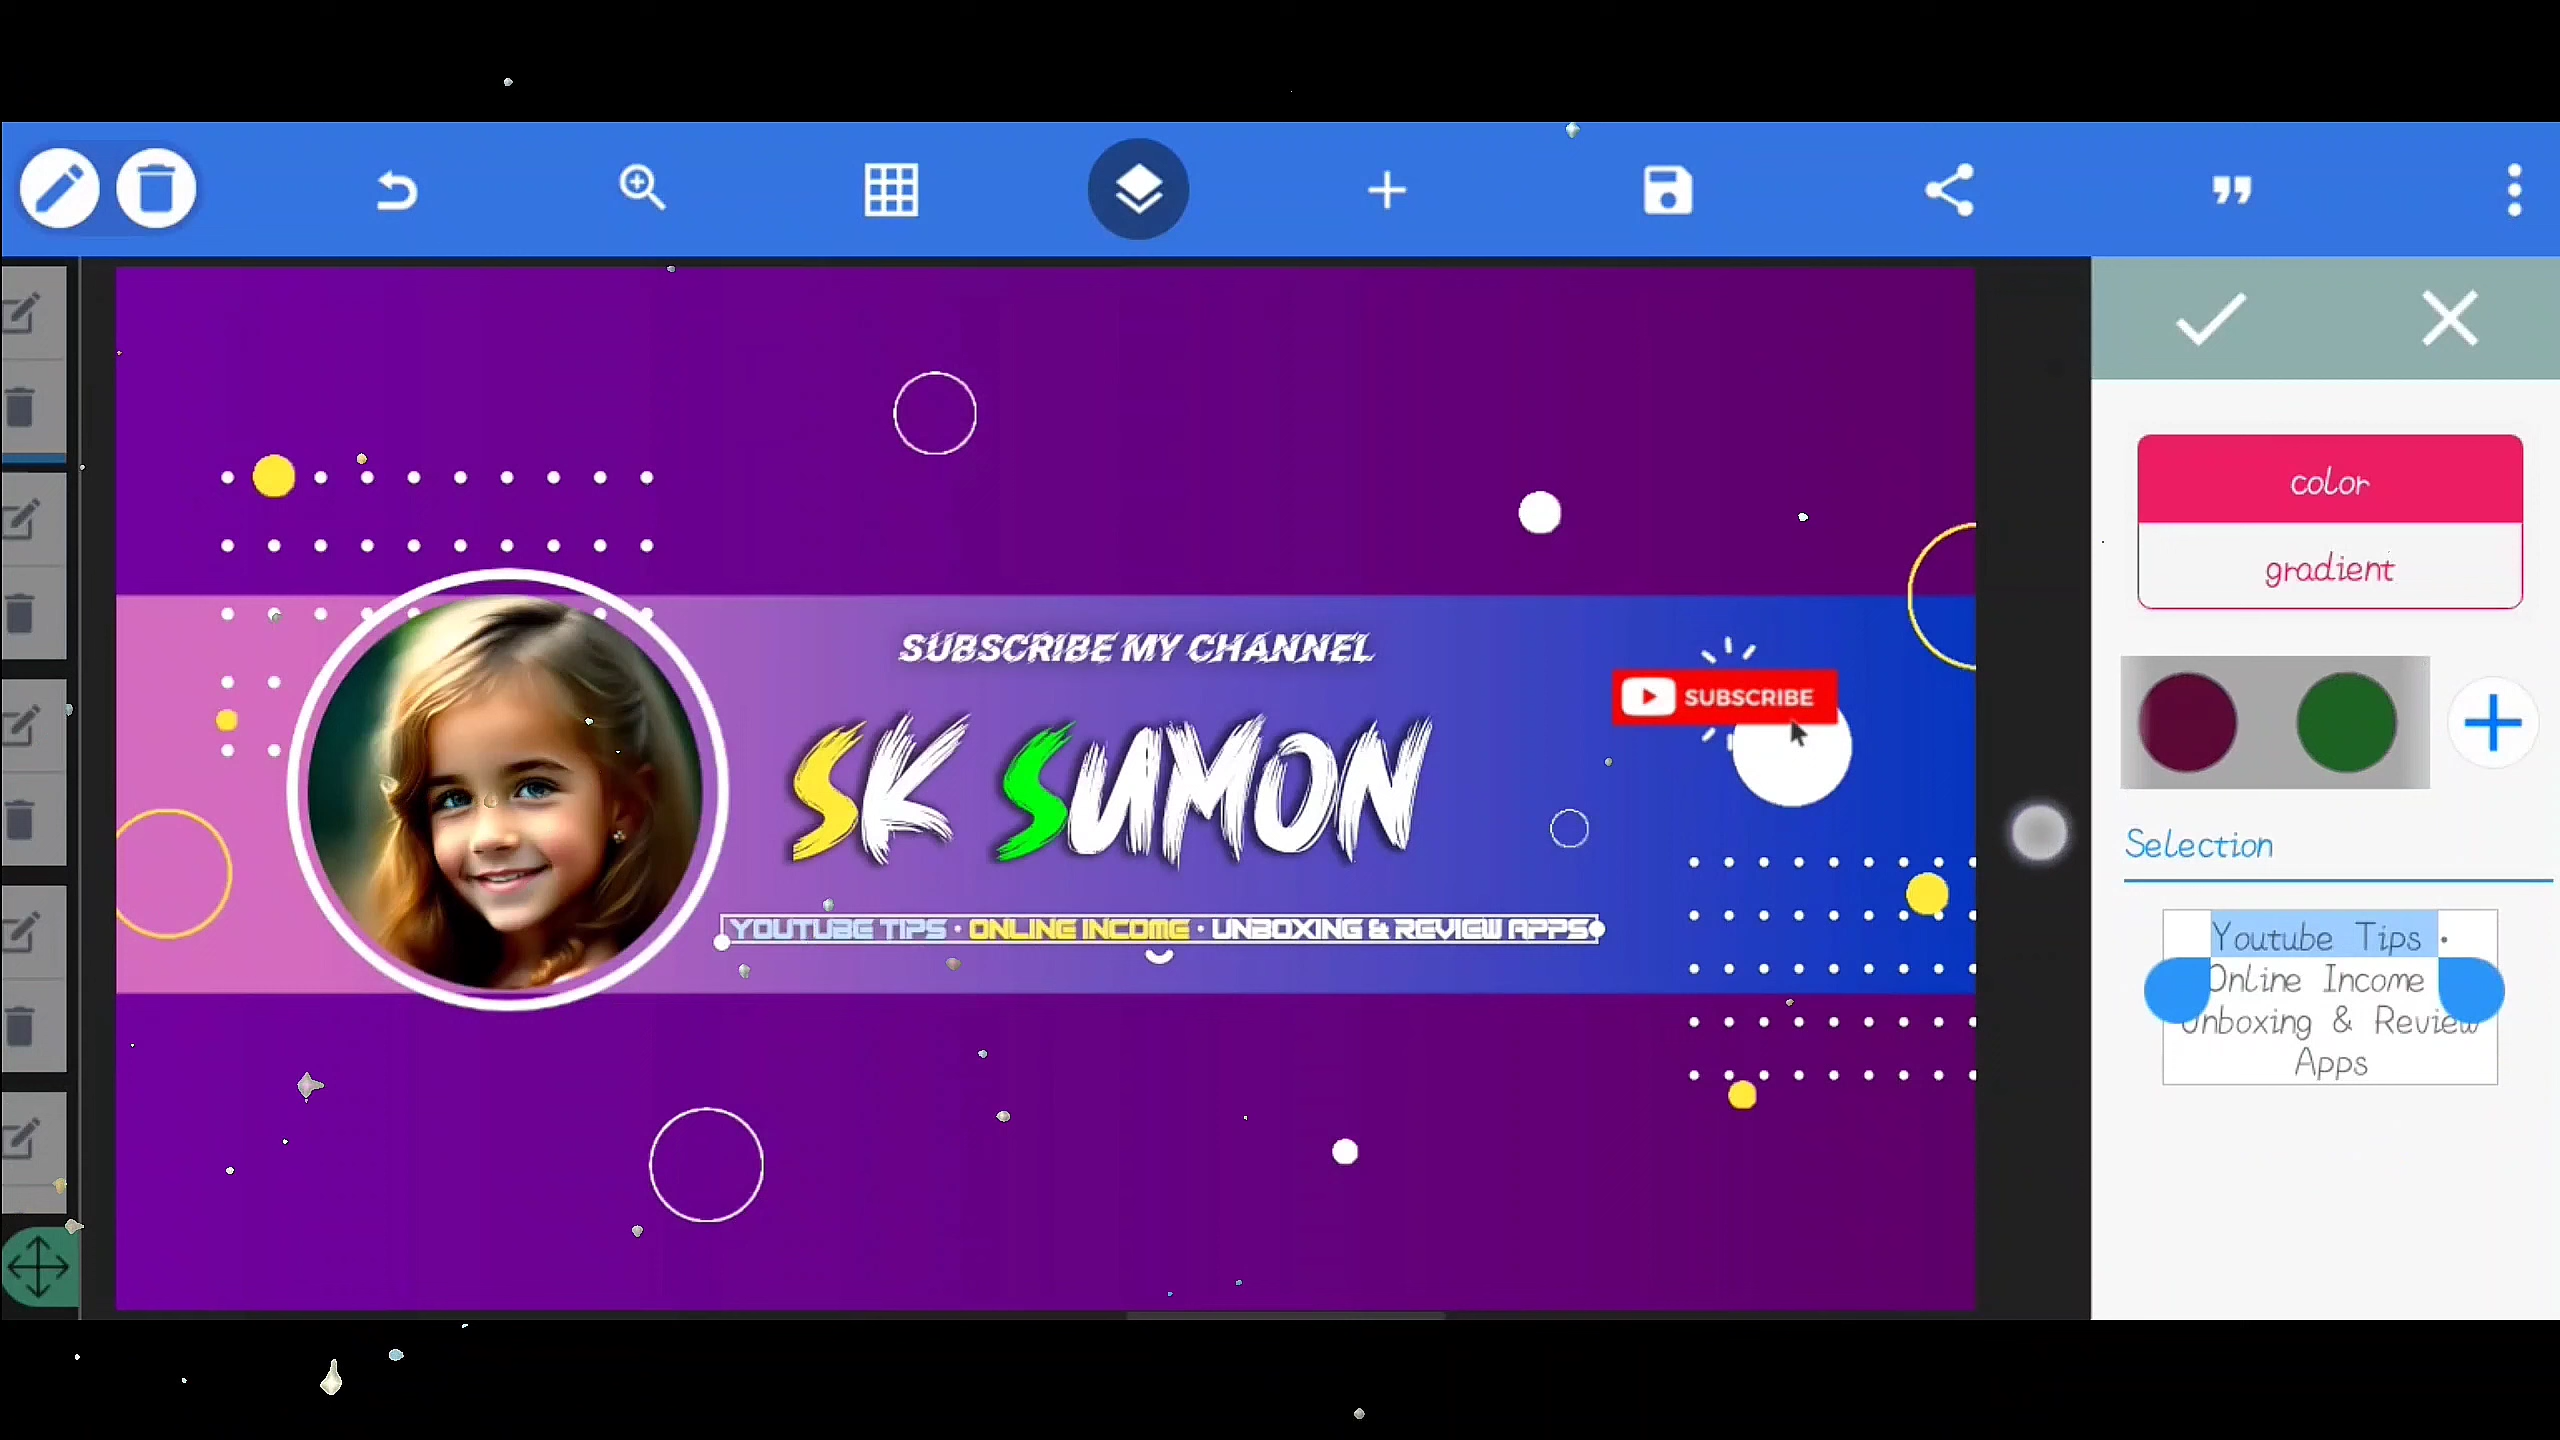 color
gradient
SUBSCRIBE MY CHANNEL
SUBSCRIBE
SK SUMON
Selection
YOUTUBE TIPS • ONLINE INCOME • UNBOXING & REVIEW APPS
Youtube Tips •
Online Income
Unboxing & Review
Apps